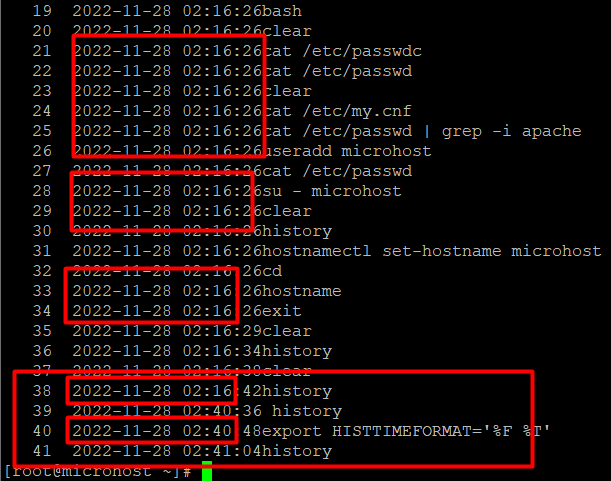 19 2022-11-28 02:16:26bash
20 2022-11-28 02:16:26clear
21 2022-11-28 02:16:26cat /etc/passwdc
22 2022-11-28 02:16:26cat /etc/passwd
23 2022-11-28 02:16:26clear
24 2022-11-28 02:16:26cat /etc/my.cnf
25 2022-11-28 02:16:26cat /etc/passwd | grep -i apache
26 2022-11-28 02:16:26useradd microhost
27 2022-11-28 02:16:26cat /etc/passwd
28 2022-11-28 02:16:26su - microhost
29 2022-11-28 02:16:26clear
30 2022-11-28 02:16:26history
31 2022-11-28 02:16:26hostnamectl set-hostname microhost
32 2022-11-28 02:16:26cd
33 2022-11-28 02:16:26hostname
34 2022-11-28 02:16:26exit
35 2022-11-28 02:16:29clear
36 2022-11-28 02:16:34history
37 2022-11-28 02:16:38clear
38 2022-11-28 02:16:42history
39 2022-11-28 02:40:36 history
40 2022-11-28 02:40:48export HISTTIMEFORMAT='%F %T'
41 2022-11-28 02:41:04history
[root@microhost ~]#